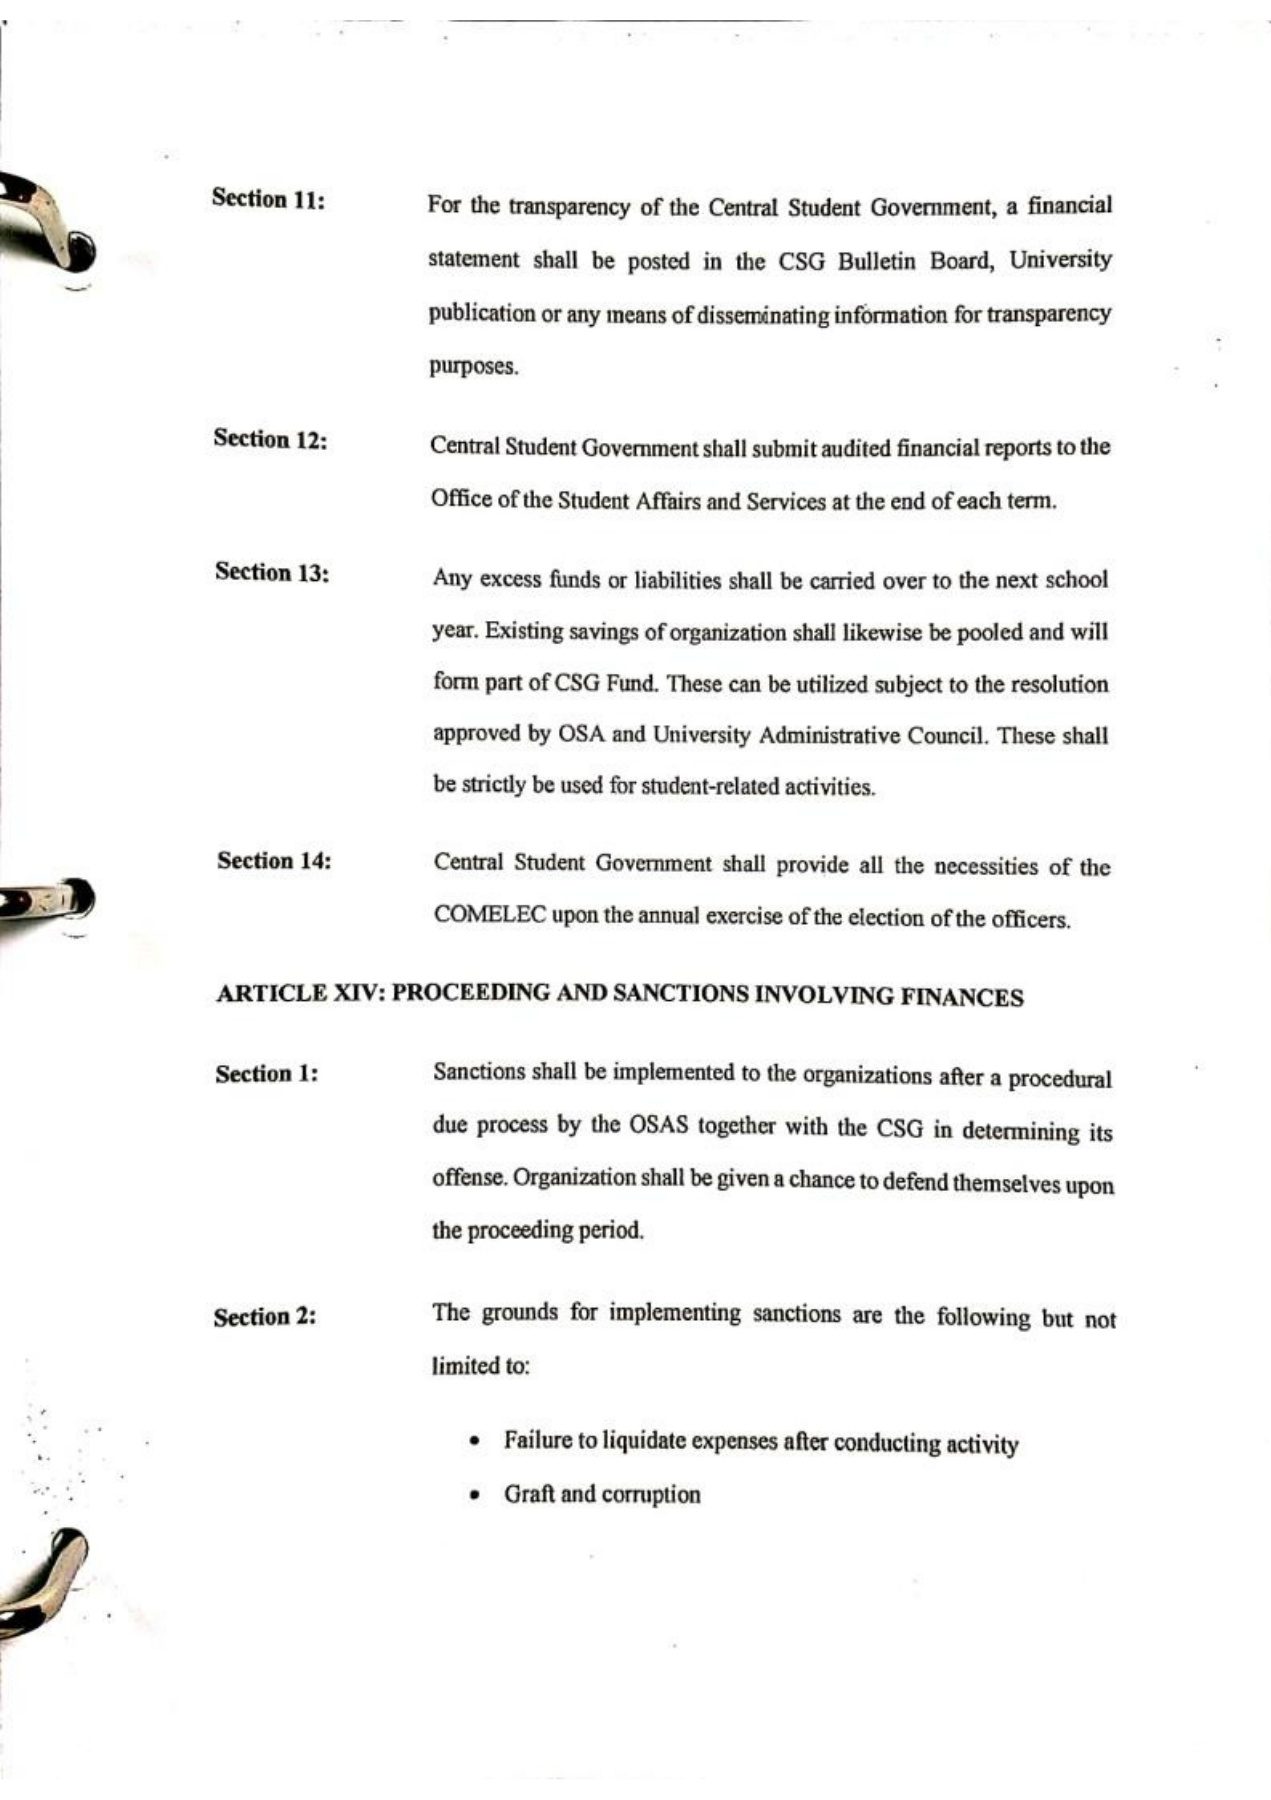 Section 11:
For the transparency of the Central Student Government, a financial
statement shall be posted in the CSG Bulletin Board, University
publication or any means of disseminating information for transparency
purposes.
Section 12:
Central Student Government shall submit audited financial reports to the
Office of the Student Affairs and Services at the end of each term.
Section 13:
Any excess funds or liabilities shall be carried over to the next school
year. Existing savings of organization shall likewise be pooled and will
form part of CSG Fund. These can be utilized subject to the resolution
approved by OSA and University Administrative Council. These shall
be strictly be used for student-related activities.
Section 14:
Central Student Government shall provide all the necessities of the
COMELEC upon the annual exercise of the election of the officers.
ARTICLE XIV: PROCEEDING AND SANCTIONS INVOLVING FINANCES
Section 1:
Sanctions shall be implemented to the organizations after a procedural
due process by the OSAS together with the CSG in determining its
offense. Organization shall be given a chance to defend themselves upon
the proceeding period.
Section 2:
The grounds for implementing sanctions are the following but not
limited to:
• Failure to liquidate expenses after conducting activity
• Graft and corruption